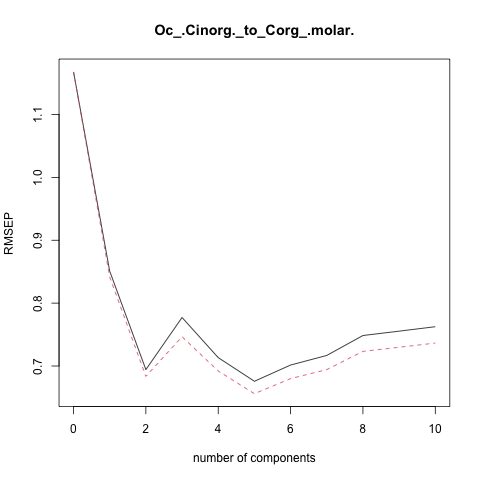 Oc_.Cinorg._to_Corg_.molar.
1.1
1.0
0.9
0.8
0.7
RMSEP
0 2 4 6 8 10
number of components